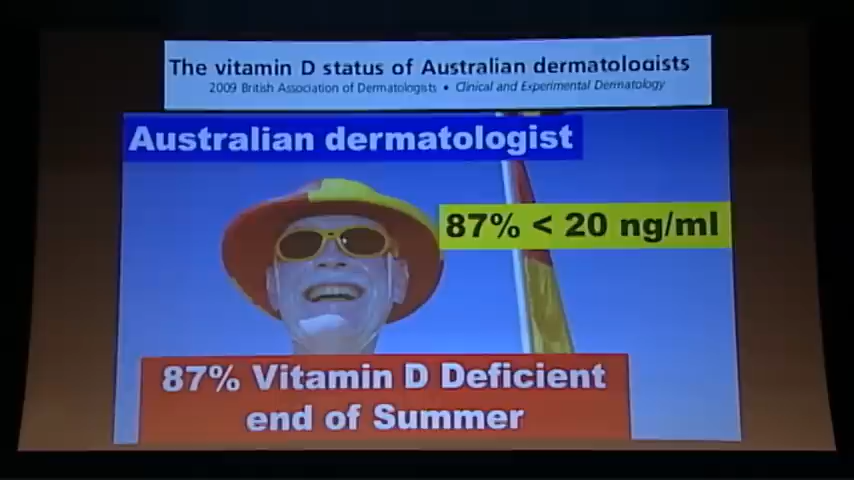 The vitamin D status of Australian dermatologists
2009 British Association of Dermatologists • Clinical and Experimental Dermatology
Australian dermatologist
87% < 20 ng/ml
87% Vitamin D Deficient
end of Summer